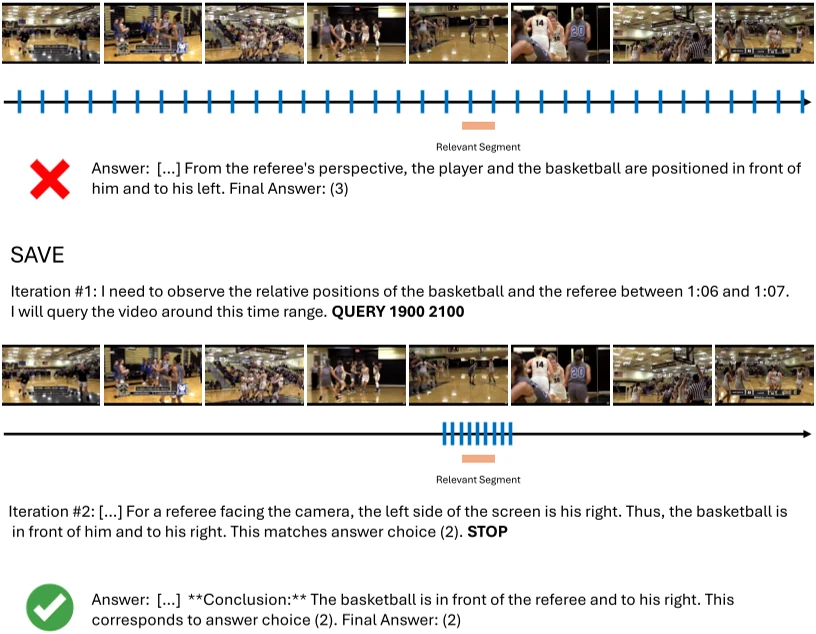 14
20
Relevant Segment
Answer: [...] From the referee's perspective, the player and the basketball are positioned in front of
him and to his left. Final Answer: (3)
SAVE
Iteration #1: I need to observe the relative positions of the basketball and the referee between 1:06 and 1:07.
I will query the video around this time range. QUERY 1900 2100
14
20
Relevant Segment
Iteration #2: [...] For a referee facing the camera, the left side of the screen is his right. Thus, the basketball is
in front of him and to his right. This matches answer choice (2). STOP
Answer: [...] **Conclusion:** The basketball is in front of the referee and to his right. This
corresponds to answer choice (2). Final Answer: (2)